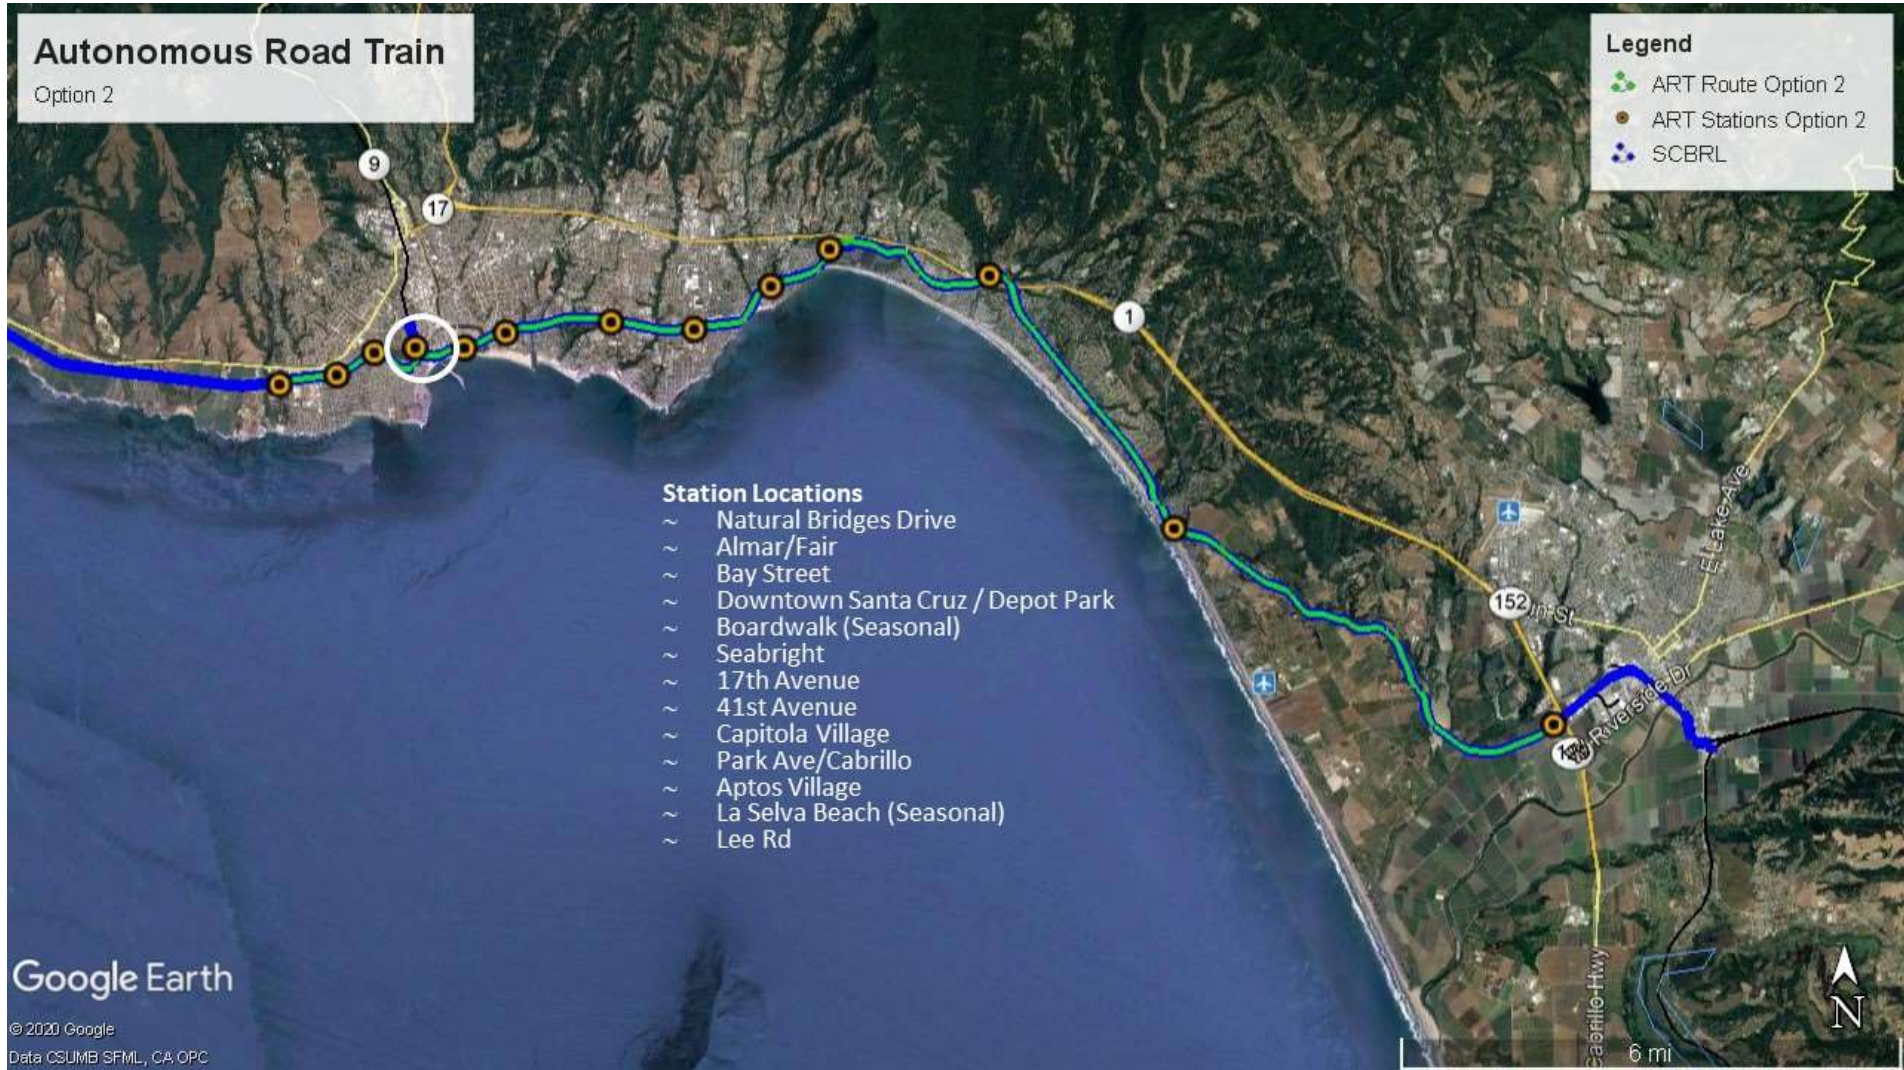 Autonomous Road Train
Option 2
Legend
ART Route Option 2
ART Stations Option 2
SCBRL
9
17
1
E Lake Ave
152
in St
Riverside Dr
1
Station Locations
~ Natural Bridges Drive
~ Almar/Fair
~ Bay Street
~ Downtown Santa Cruz / Depot Park
~ Boardwalk (Seasonal)
~ Seabright
~ 17th Avenue
~ 41st Avenue
~ Capitola Village
~ Park Ave/Cabrillo
~ Aptos Village
~ La Selva Beach (Seasonal)
~ Lee Rd
Cabrillo Hwy
Google Earth
© 2020 Google
Data CSUMB SFML, CA OPC
N
6 mi